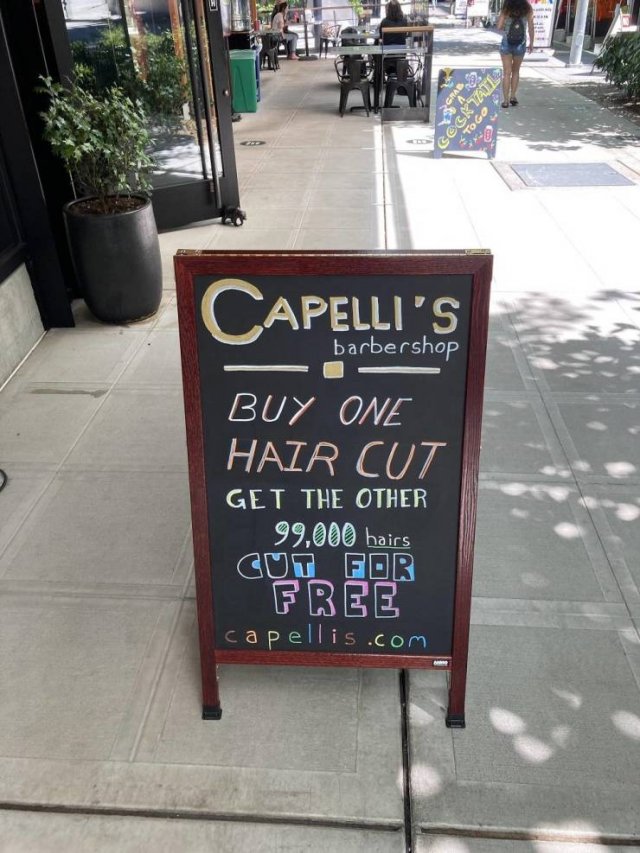 GRAB
A
COCKTAIL
TO GO
CAPELLI'S
barbershop
BUY ONE
HAIR CUT
GET THE OTHER
99,000 hairs
CUT FOR
FREE
capellis.com